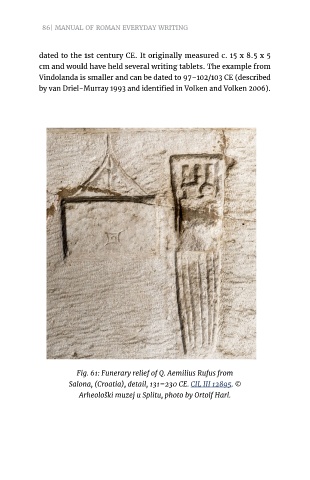 86| MANUAL OF ROMAN EVERYDAY WRITING
dated to the 1st century CE. It originally measured c. 15 x 8.5 x 5
cm and would have held several writing tablets. The example from
Vindolanda is smaller and can be dated to 97–102/103 CE (described
by van Driel-Murray 1993 and identified in Volken and Volken 2006).
Fig. 61: Funerary relief of Q. Aemilius Rufus from
Salona, (Croatia), detail, 131–230 CE. CIL III 12895. ©
Arheološki muzej u Splitu, photo by Ortolf Harl.